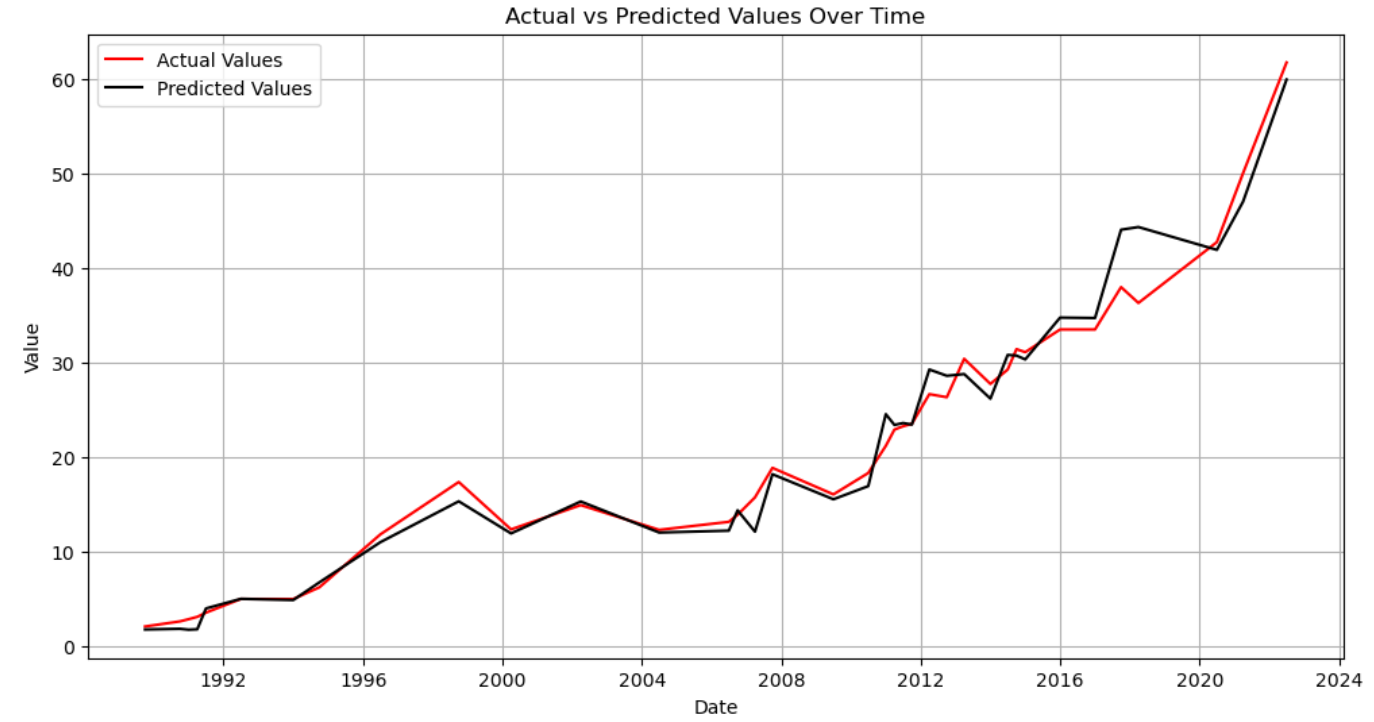 Actual vs Predicted Values Over Time
Actual Values
Predicted Values
60
50
40
30
20
10
0
Value
1992 1996 2000 2004 2008 2012 2016 2020 2024
Date